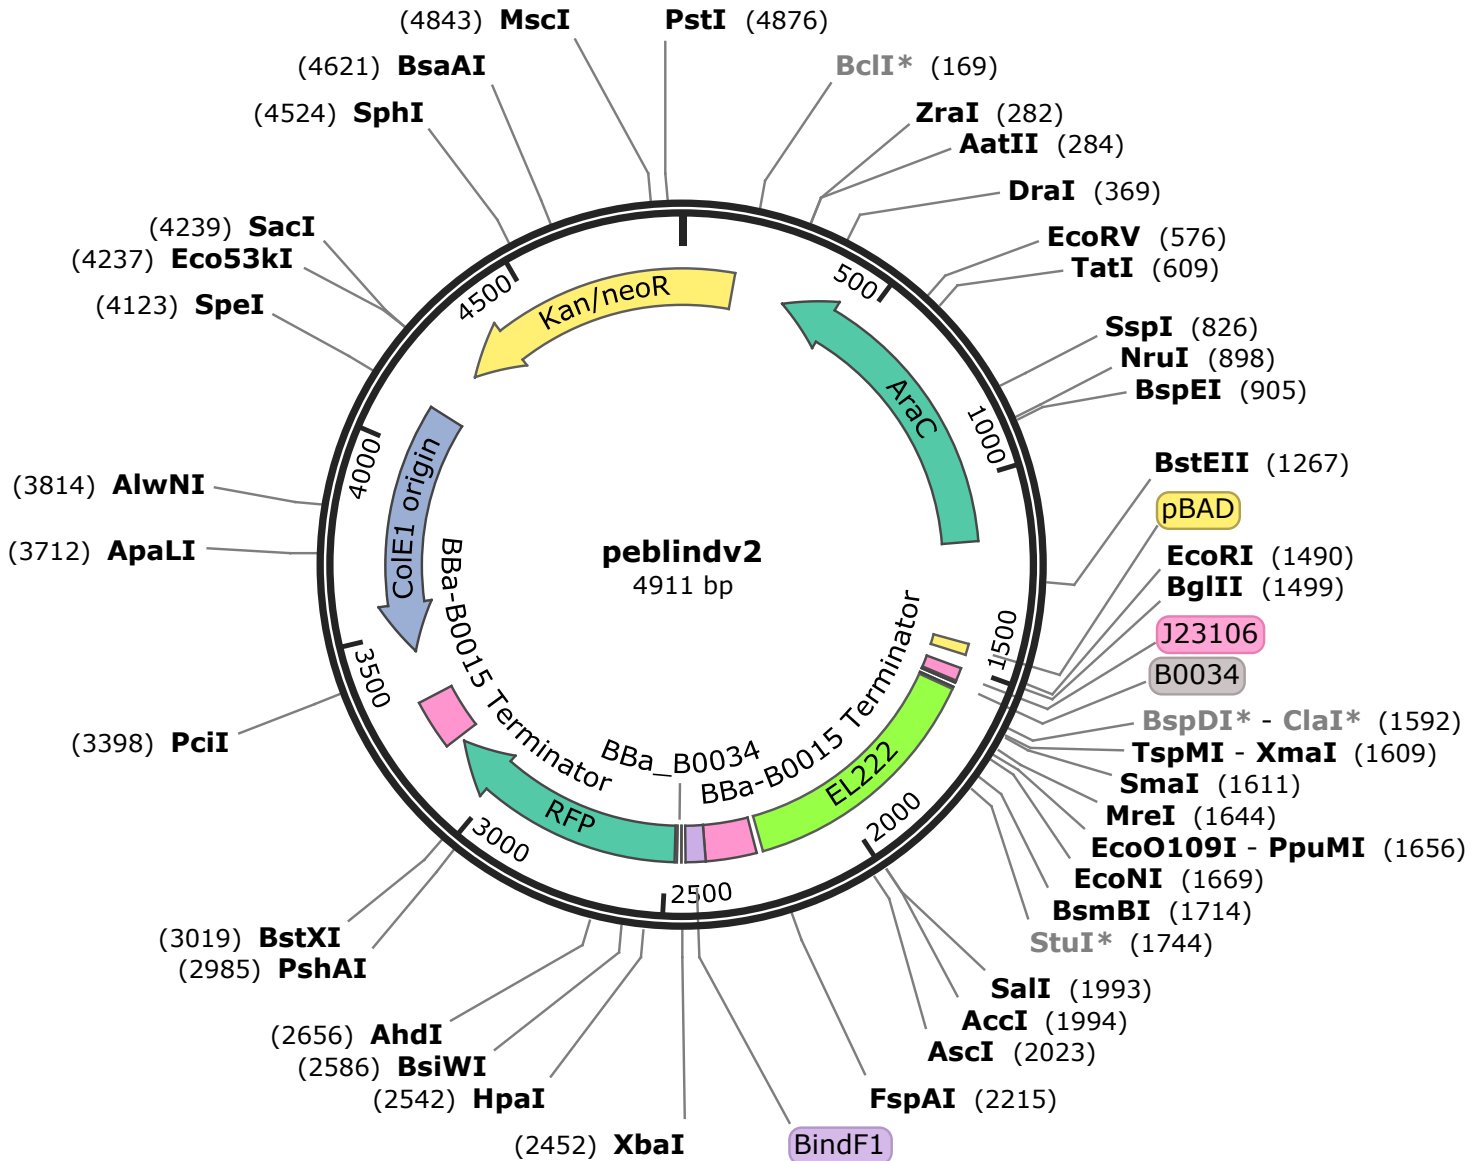 (4843) MscI
PstI (4876)
(4621) BsaAI
BclI* (169)
(4524) SphI
ZraI (282)
AatII (284)
DraI (369)
(4239) SacI
EcoRV (576)
(4237) Eco53kI
TatI (609)
(4123) SpeI
SspI (826)
NruI (898)
BspEI (905)
BstEII (1267)
(3814) AlwNI
pBAD
(3712) ApaLI
EcoRI (1490)
BglII (1499)
J23106
B0034
BspDI* - ClaI* (1592)
(3398) PciI
TspMI - XmaI (1609)
SmaI (1611)
MreI (1644)
EcoO109I - PpuMI (1656)
EcoNI (1669)
BsmBI (1714)
(3019) BstXI
StuI* (1744)
(2985) PshAI
SalI (1993)
AccI (1994)
(2656) AhdI
AscI (2023)
(2586) BsiWI
(2542) HpaI
FspAI (2215)
(2452) XbaI
BindF1
500
1000
1500
2000
2500
3000
3500
4000
4500
Kan/neoR
AraC
ColE1 origin
peblindv2
4911 bp
BBa-B0015 Terminator
BBa_B0034
BBa-B0015 Terminator
EL222
RFP